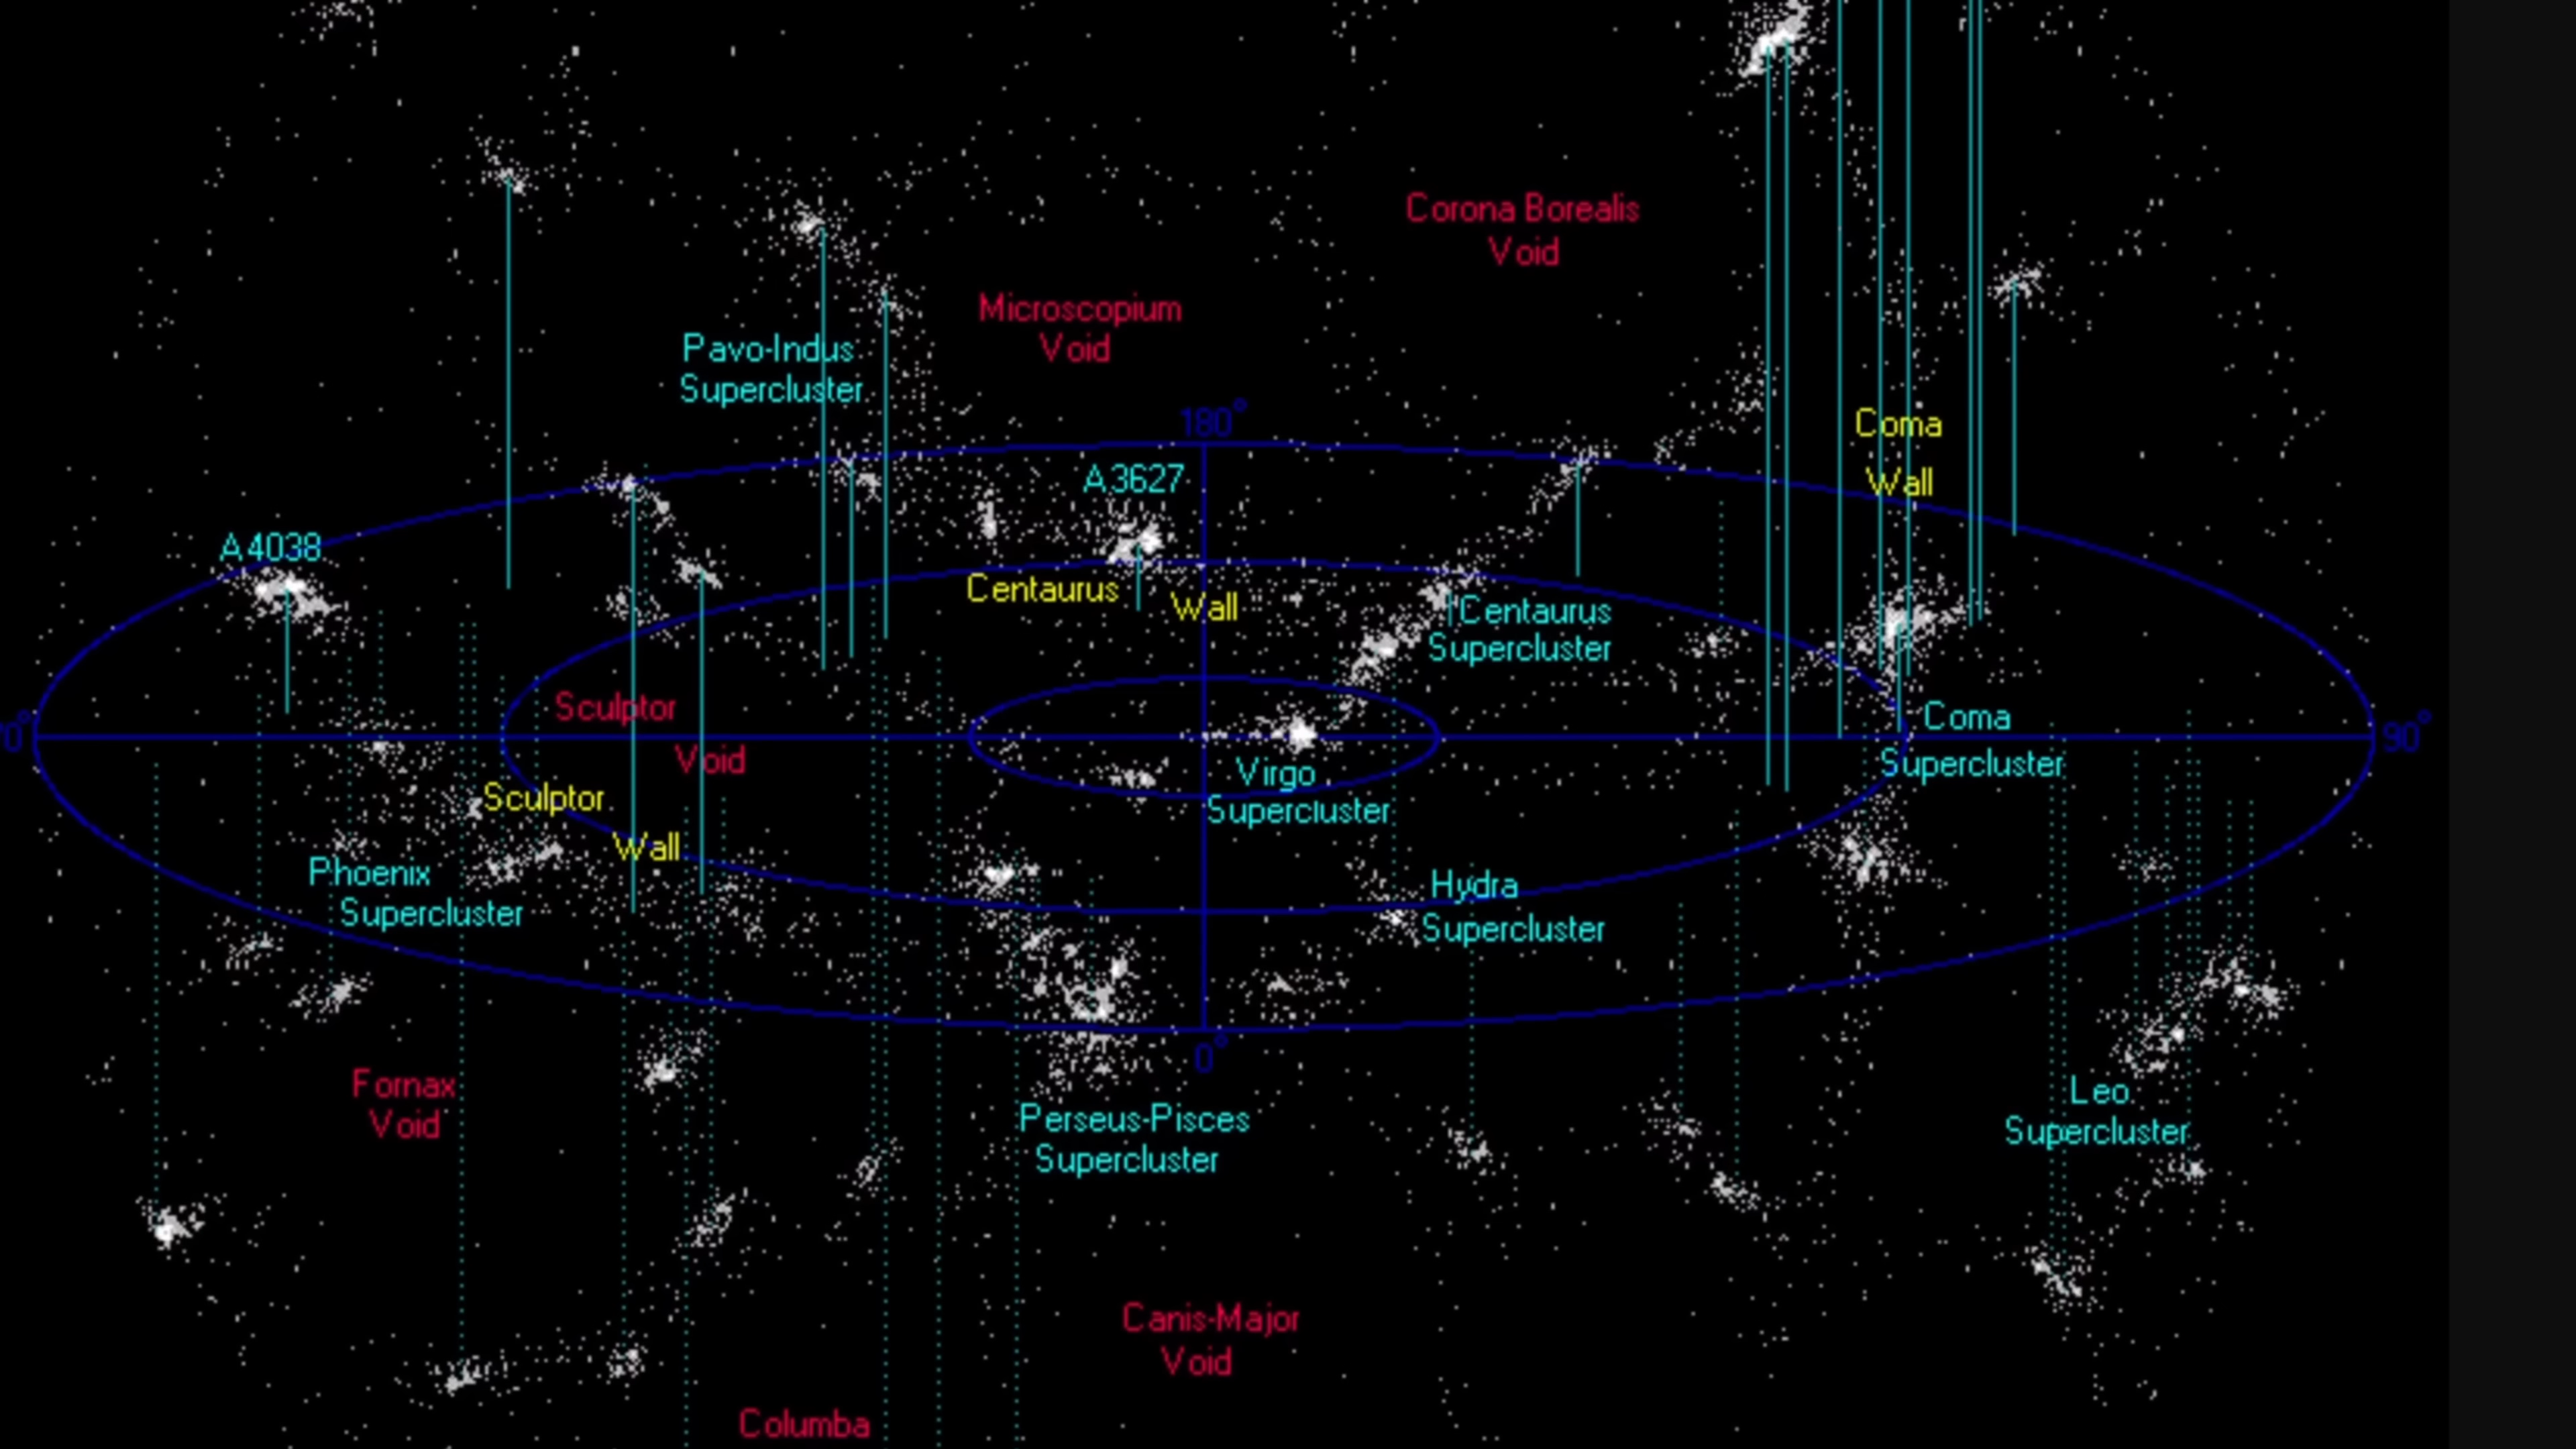 Corona Borealis
Void
Microscopium
Void
Pavo-Indus
Supercluster
180°
Coma
Wall
A3627
A4038
Centaurus
Wall
Centaurus
Supercluster
Sculptor
Void
0°
90°
Coma
Supercluster
Virgo
Supercluster
Sculptor
Wall
Phoenix
Supercluster
Hydra
Supercluster
0°
Fornax
Void
Perseus-Pisces
Supercluster
Leo
Supercluster
Canis-Major
Void
Columba